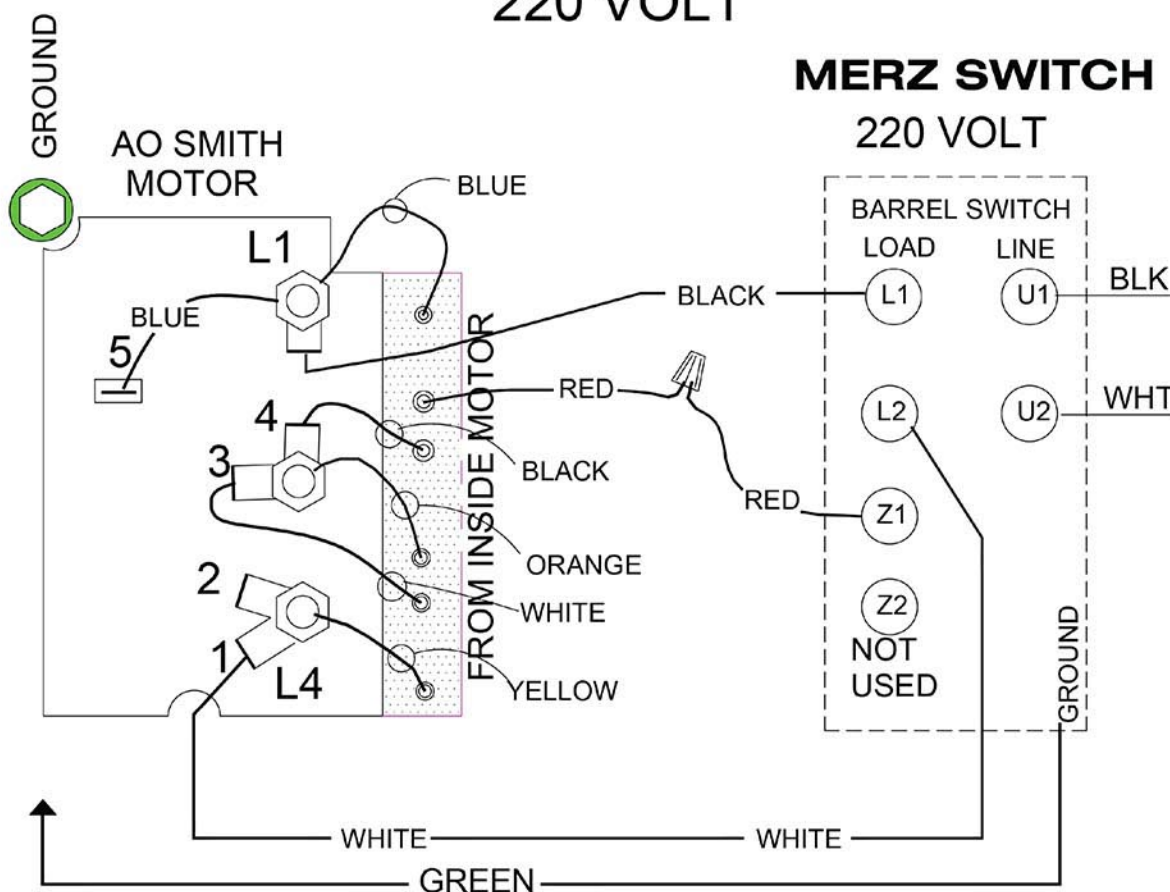 220 VOLT
GROUND
MERZ SWITCH
220 VOLT
AO SMITH
MOTOR
BLUE
BARREL SWITCH
LOAD
LINE
L1
BLUE
5
BLACK
L1
U1
BLK
RED
4
3
BLACK
L2
U2
WHT
RED
Z1
ORANGE
2
WHITE
Z2
NOT
USED
1
L4
YELLOW
FROM INSIDE MOTOR
GROUND
WHITE
WHITE
GREEN